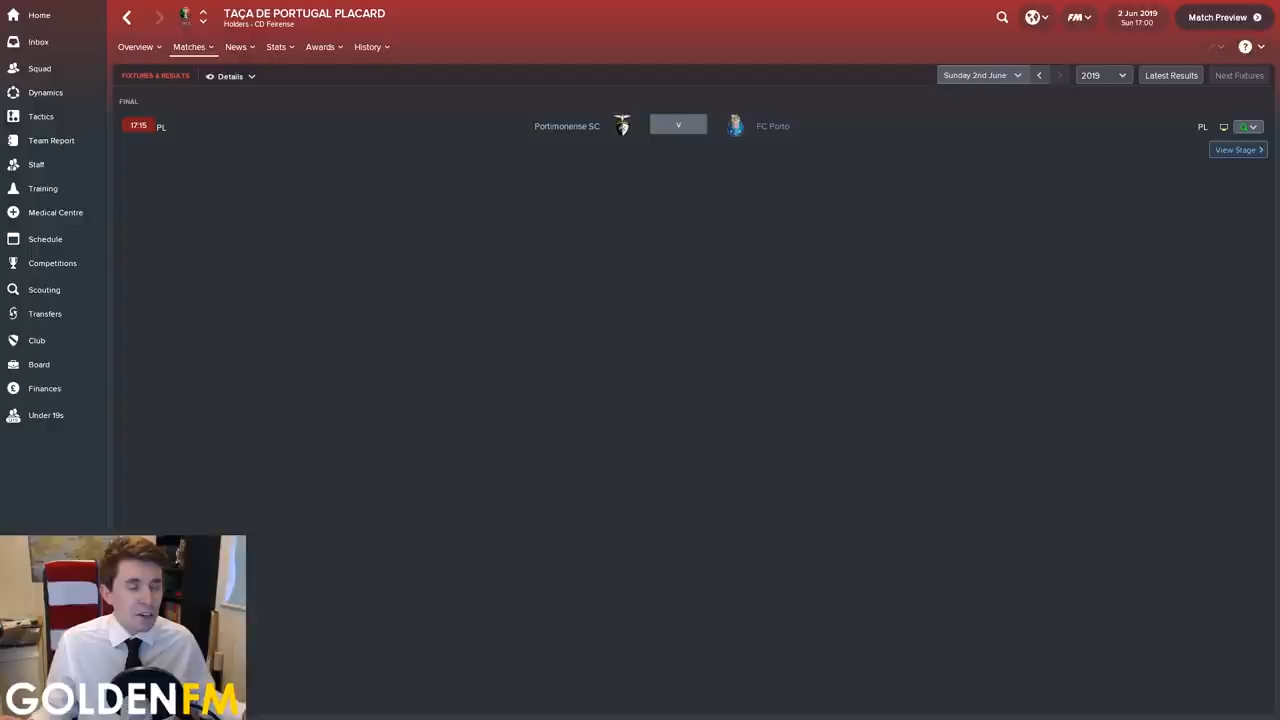 Home
Inbox
Squad
Dynamics
Tactics
Team Report
Staff
Training
Medical Centre
Schedule
Competitions
Scouting
Transfers
Club
Board
Finances
Under 19s
TAÇA DE PORTUGAL PLACARD
Holders - CD Feirense
FM
2 Jun 2019
Sun 17:00
Match Preview
Overview Matches News Stats Awards History
FIXTURES & RESULTS Details Sunday 2nd June 2019 Latest Results Next Fixtures
FINAL
17:15 PL Portimonense SC v FC Porto PL
View Stage
GOLDENFM